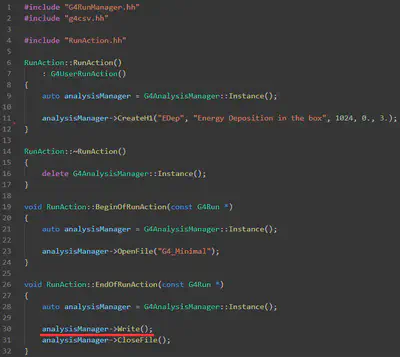 1 #include "G4RunManager.hh"
2 #include "g4csv.hh"
3
4 #include "RunAction.hh"
5
6 RunAction::RunAction()
7     : G4UserRunAction()
8 {
9     auto analysisManager = G4AnalysisManager::Instance();
10
11     analysisManager->CreateH1("EDep", "Energy Deposition in the box", 1024, 0., 3.);
12 }
13
14 RunAction::~RunAction()
15 {
16     delete G4AnalysisManager::Instance();
17 }
18
19 void RunAction::BeginOfRunAction(const G4Run *)
20 {
21     auto analysisManager = G4AnalysisManager::Instance();
22
23     analysisManager->OpenFile("G4_Minimal");
24 }
25
26 void RunAction::EndOfRunAction(const G4Run *)
27 {
28     auto analysisManager = G4AnalysisManager::Instance();
29
30     analysisManager->Write();
31     analysisManager->CloseFile();
32 }